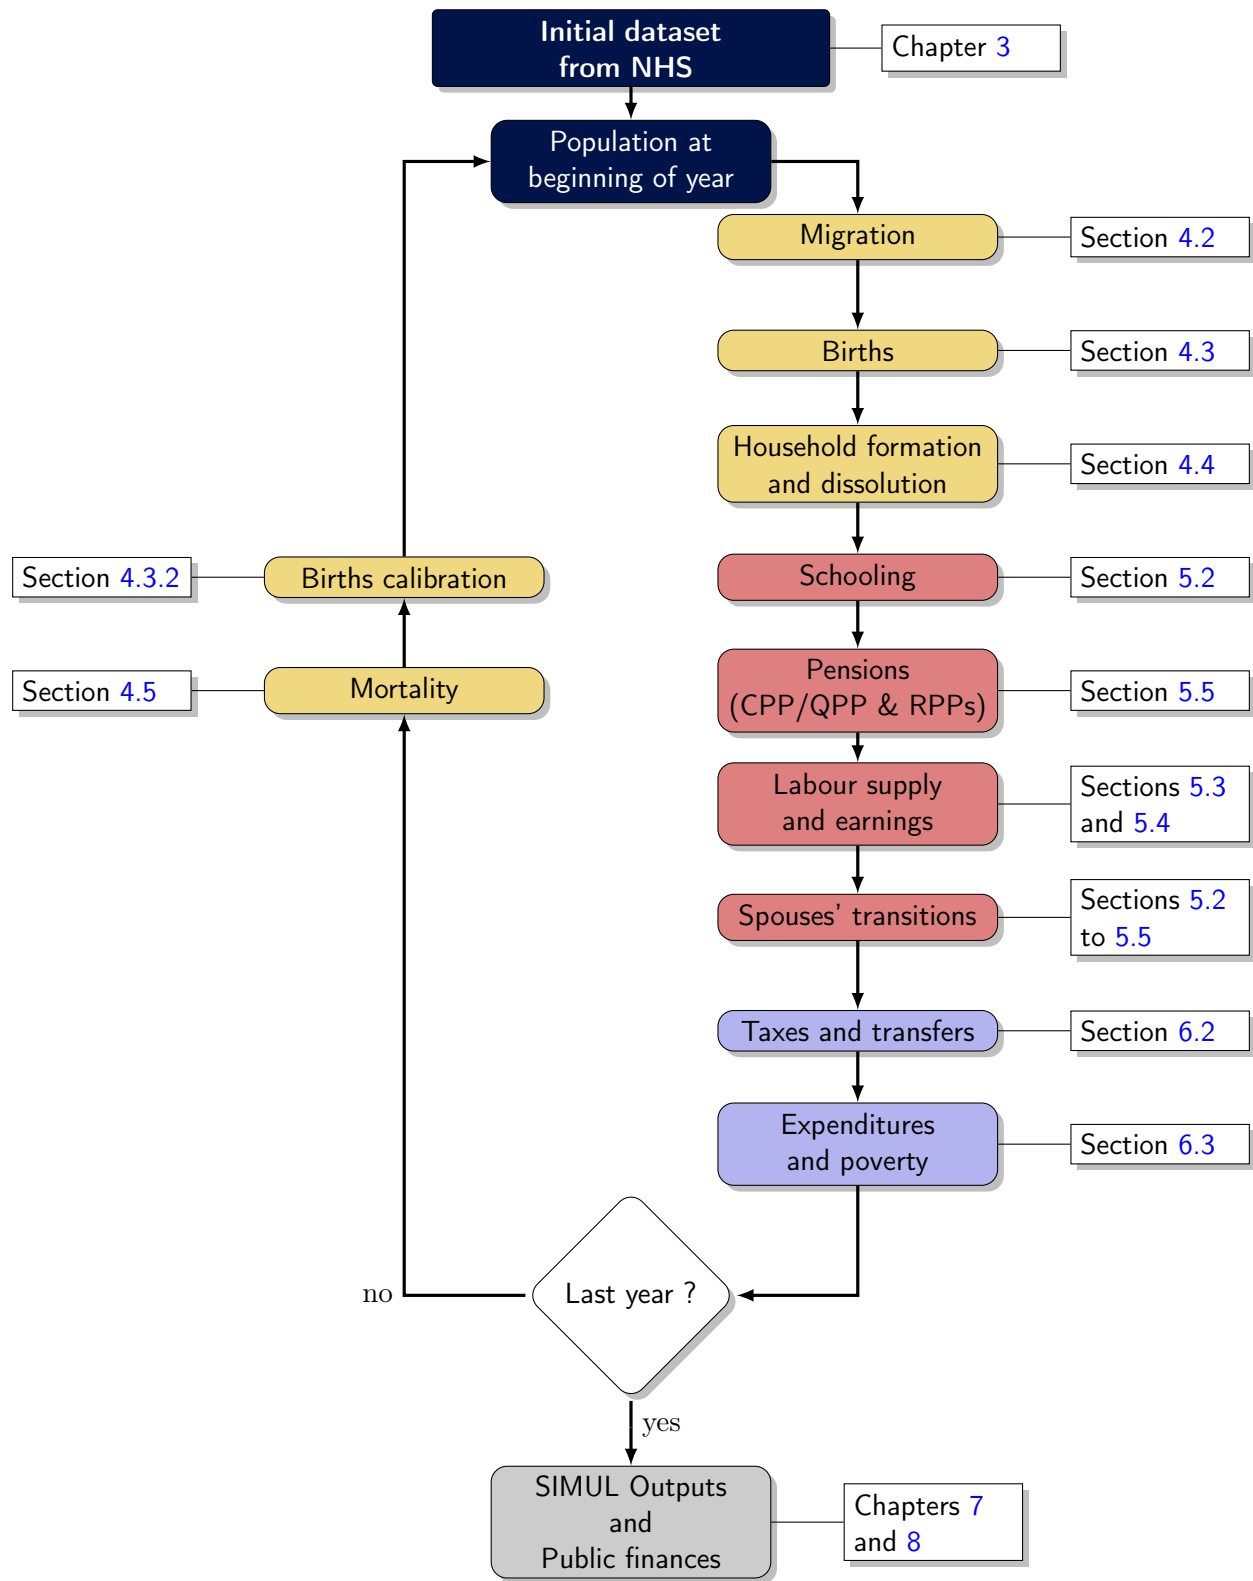 Initial dataset
from NHS
Chapter 3
Population at
beginning of year
Migration
Section 4.2
Births
Section 4.3
Household formation
and dissolution
Section 4.4
Schooling
Section 5.2
Section 4.3.2
Births calibration
Pensions
(CPP/QPP & RPPs)
Section 5.5
Section 4.5
Mortality
Labour supply
and earnings
Sections 5.3
and 5.4
Spouses' transitions
Sections 5.2
to 5.5
Taxes and transfers
Section 6.2
Expenditures
and poverty
Section 6.3
no
Last year ?
yes
SIMUL Outputs
and
Public finances
Chapters 7
and 8